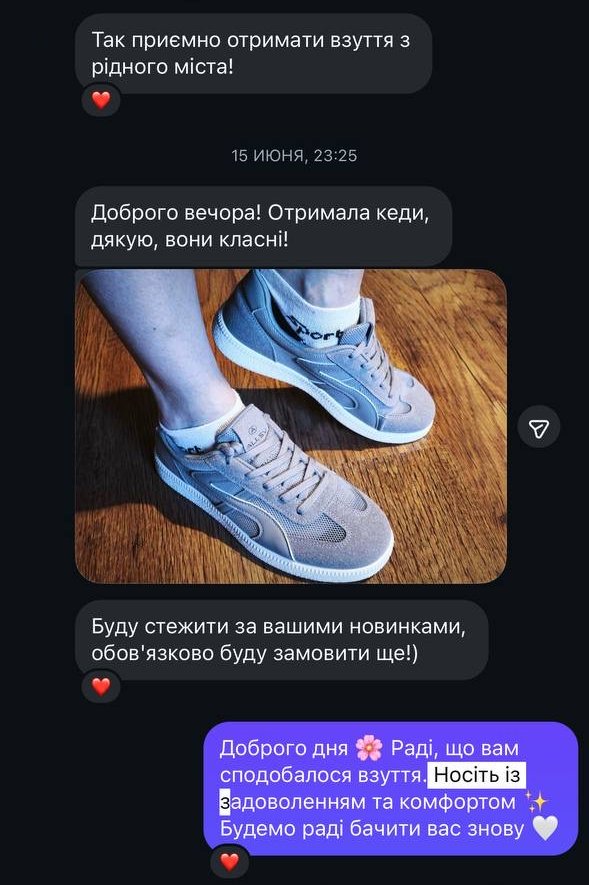 Так приємно отримати взуття з
рідного міста!
15 ИЮНЯ, 23:25
Доброго вечора! Отримала кеди,
дякую, вони класні!
sport
Буду стежити за вашими новинками,
обов'язково буду замовити ще!)
Доброго дня 🌸 Раді, що вам
сподобалося взуття. Носіть із
задоволенням та комфортом ✨
Будемо раді бачити вас знову 🤍